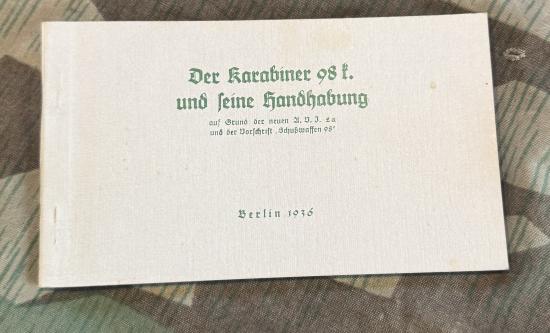 Der Karabiner 98 k.
und seine Handhabung
auf Grund der neuen A. V. I. 2a
und der Vorschrift „Schußwaffen 98"
Berlin 1936